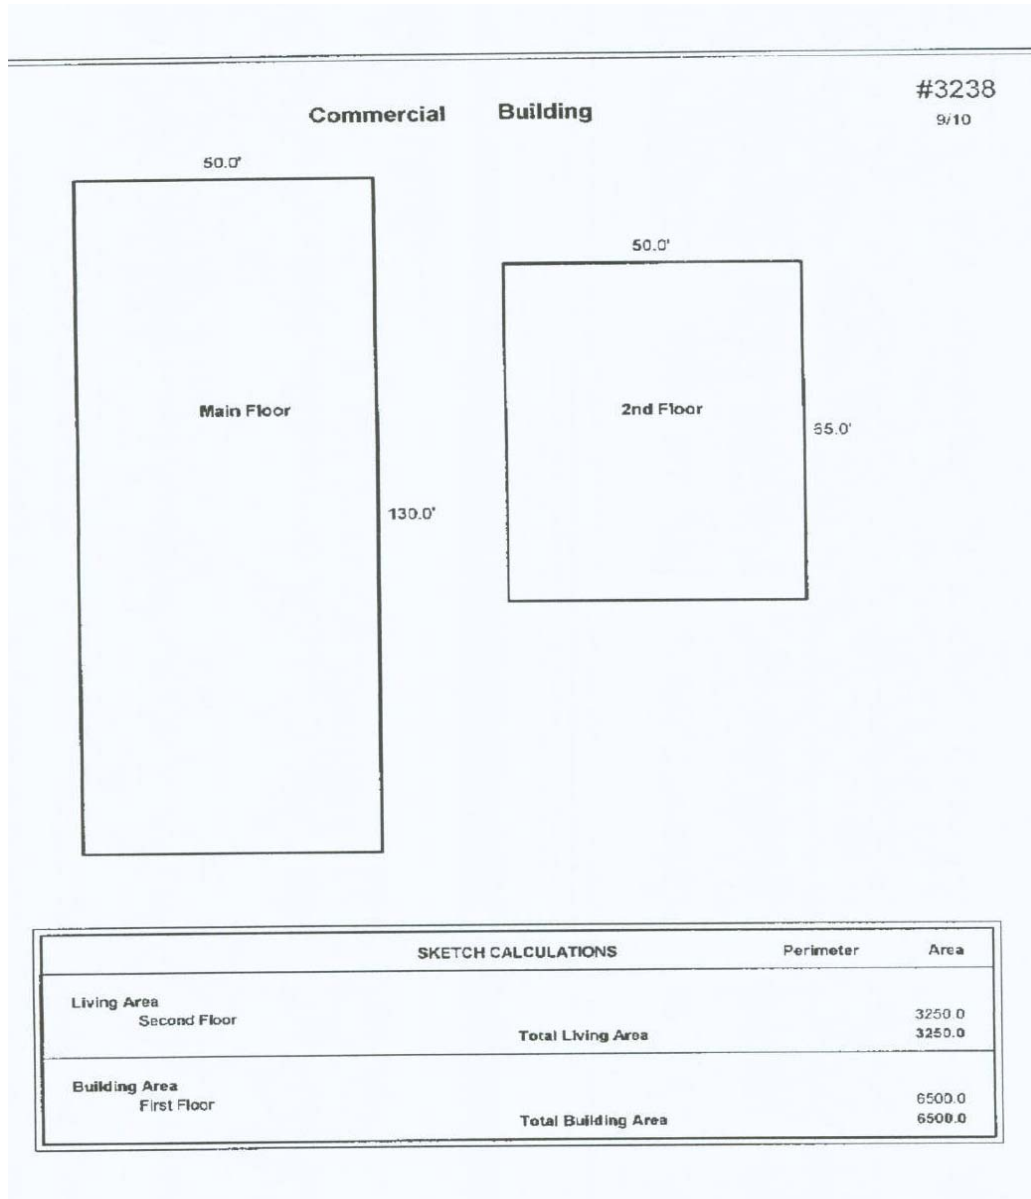 #3238
Commercial Building
9/10
50.0'
50.0'
Main Floor
2nd Floor
65.0'
130.0'
SKETCH CALCULATIONS Perimeter Area
Living Area
Second Floor 3250.0
Total Living Area 3250.0
Building Area
First Floor 6500.0
Total Building Area 6500.0